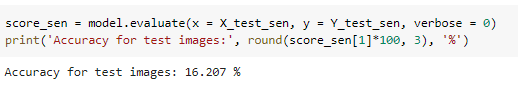 score_sen = model.evaluate(x = X_test_sen, y = Y_test_sen, verbose = 0)
print('Accuracy for test images:', round(score_sen[1]*100, 3), '%')
Accuracy for test images: 16.207 %